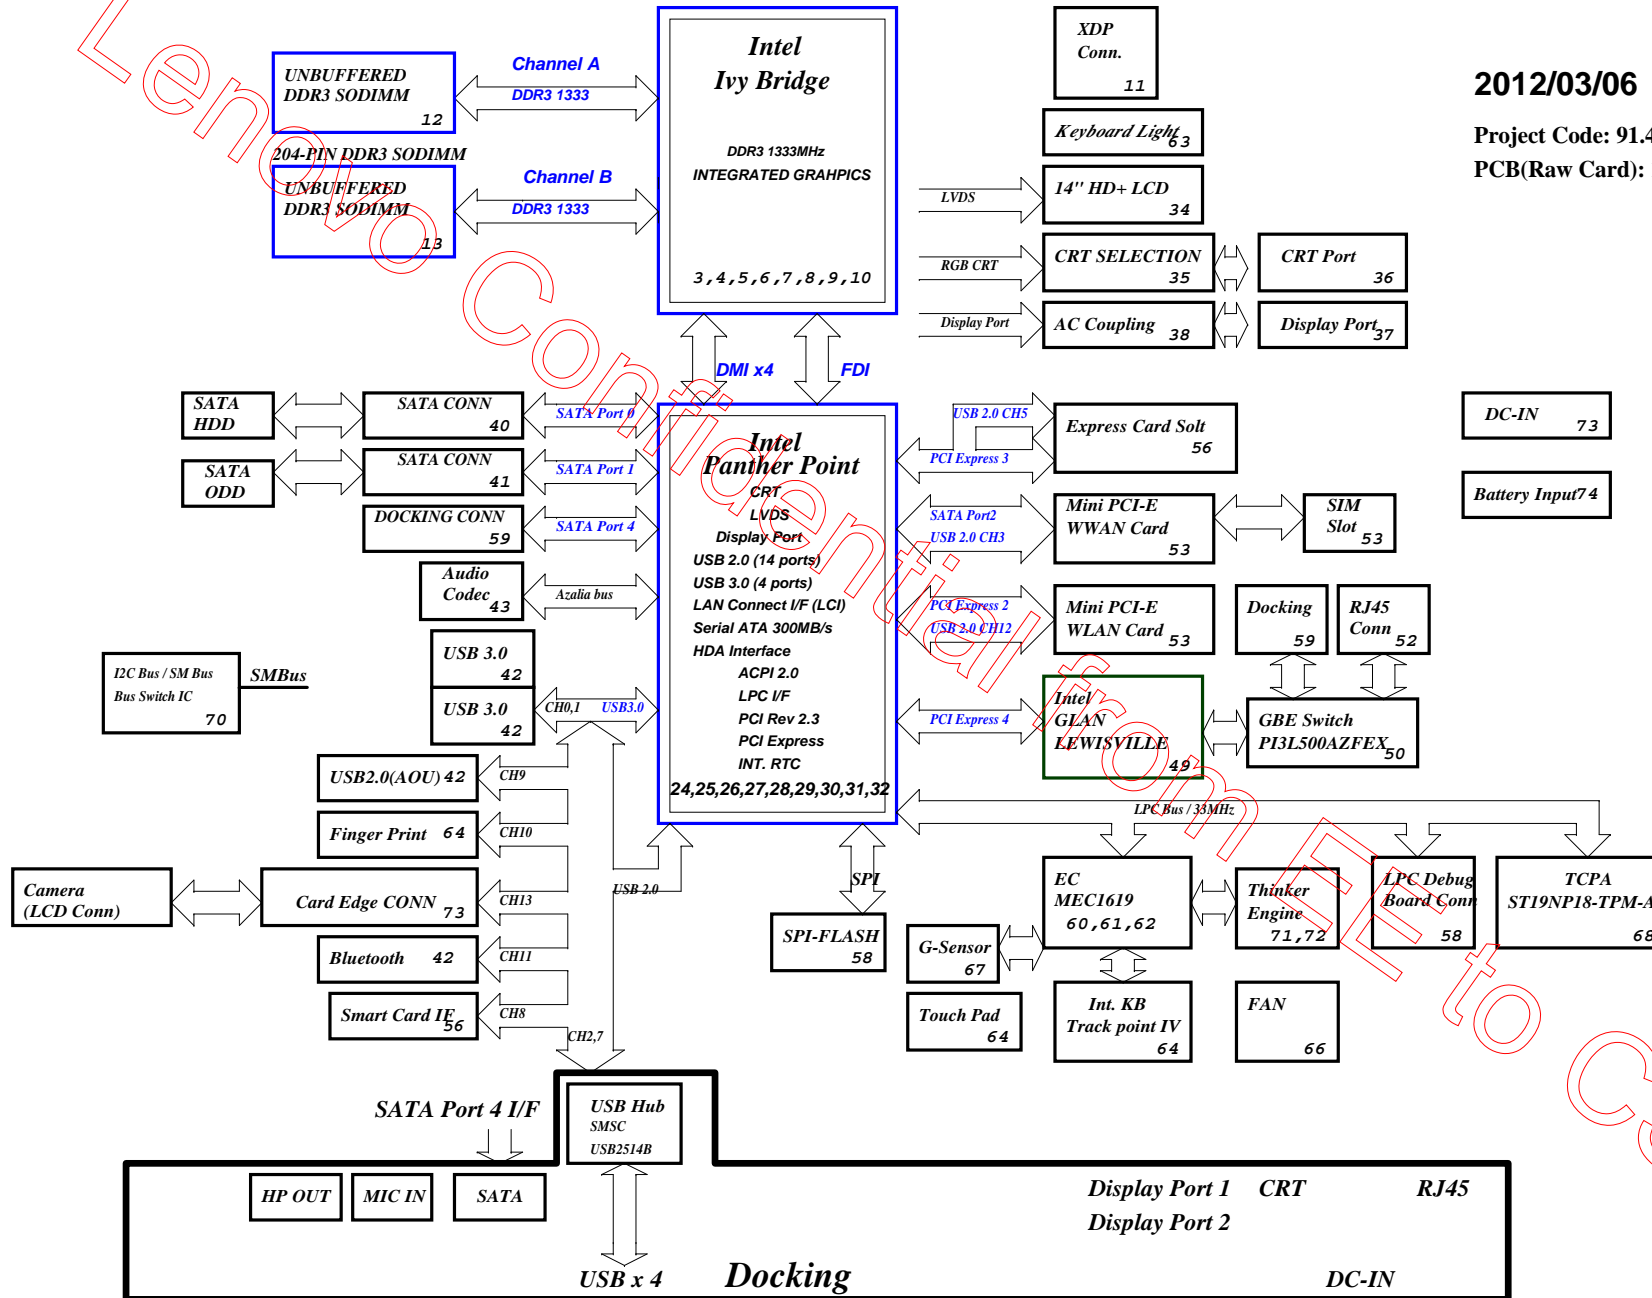 Intel
Ivy Bridge
DDR3 1333MHz
INTEGRATED GRAHPICS
3,4,5,6,7,8,9,10
UNBUFFERED
DDR3 SODIMM
12
Channel A
DDR3 1333
204-PIN DDR3 SODIMM
UNBUFFERED
DDR3 SODIMM
13
Channel B
DDR3 1333
XDP
Conn.
11
Keyboard Light
63
LVDS
14" HD+ LCD
34
RGB CRT
CRT SELECTION
35
CRT Port
36
Display Port
AC Coupling
38
Display Port
37
2012/03/06
Project Code: 91.4
PCB(Raw Card):
DMI x4
FDI
SATA
HDD
SATA CONN
40
SATA Port 0
SATA
ODD
SATA CONN
41
SATA Port 1
DOCKING CONN
59
SATA Port 4
Audio
Codec
43
Azalia bus
USB 3.0
42
USB 3.0
42
CH0,1
USB3.0
I2C Bus / SM Bus
Bus Switch IC
70
SMBus
Intel
Panther Point
CRT
LVDS
Display Port
USB 2.0 (14 ports)
USB 3.0 (4 ports)
LAN Connect I/F (LCI)
Serial ATA 300MB/s
HDA Interface
ACPI 2.0
LPC I/F
PCI Rev 2.3
PCI Express
INT. RTC
24,25,26,27,28,29,30,31,32
USB 2.0 CH5
PCI Express 3
Express Card Solt
56
SATA Port2
USB 2.0 CH3
Mini PCI-E
WWAN Card
53
SIM
Slot
53
PCI Express 2
USB 2.0 CH12
Mini PCI-E
WLAN Card
53
Docking
59
RJ45
Conn
52
PCI Express 4
Intel
GLAN
LEWISVILLE
49
GBE Switch
PI3L500AZFEX
50
DC-IN
73
Battery Input
74
LPC Bus / 33MHz
USB2.0(AOU)
42
CH9
Finger Print
64
CH10
Camera
(LCD Conn)
Card Edge CONN
73
CH13
Bluetooth
42
CH11
Smart Card IF
56
CH8
CH2,7
USB 2.0
SPI
SPI-FLASH
58
EC
MEC1619
60,61,62
Thinker
Engine
71,72
LPC Debug
Board Conn
58
TCPA
ST19NP18-TPM-A
68
G-Sensor
67
Touch Pad
64
Int. KB
Track point IV
64
FAN
66
SATA Port 4 I/F
USB Hub
SMSC
USB2514B
HP OUT
MIC IN
SATA
USB x 4
Docking
Display Port 1
Display Port 2
CRT
RJ45
DC-IN
Lenovo Confidential from EE to CS